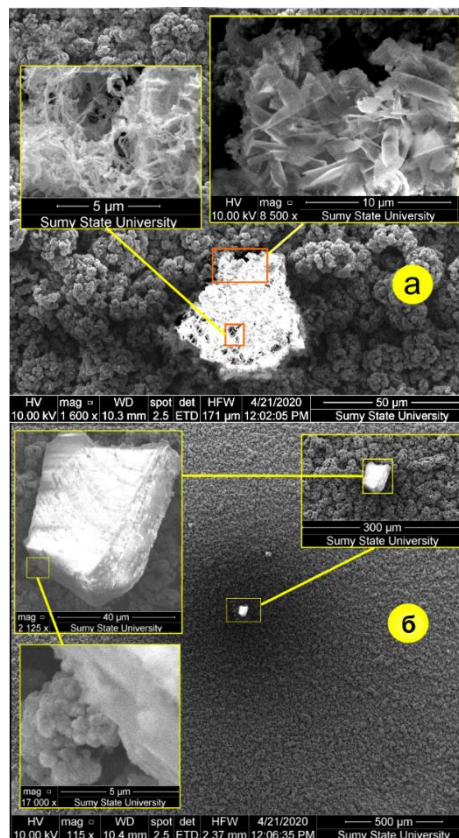 5 µm
Sumy State University
HV mag □ 10 µm
10.00 kV 8 500 x Sumy State University
а
HV mag □ WD spot det HFW 4/21/2020 50 µm
10.00 kV 1 600 x 10.3 mm 2.5 ETD 171 µm 12:02:05 PM Sumy State University
300 µm
Sumy State University
mag □ 40 µm
2 125 x Sumy State University
б
mag □ 5 µm
17 000 x Sumy State University
HV mag □ WD spot det HFW 4/21/2020 500 µm
10.00 kV 115 x 10.4 mm 2.5 ETD 2.37 mm 12:06:35 PM Sumy State University